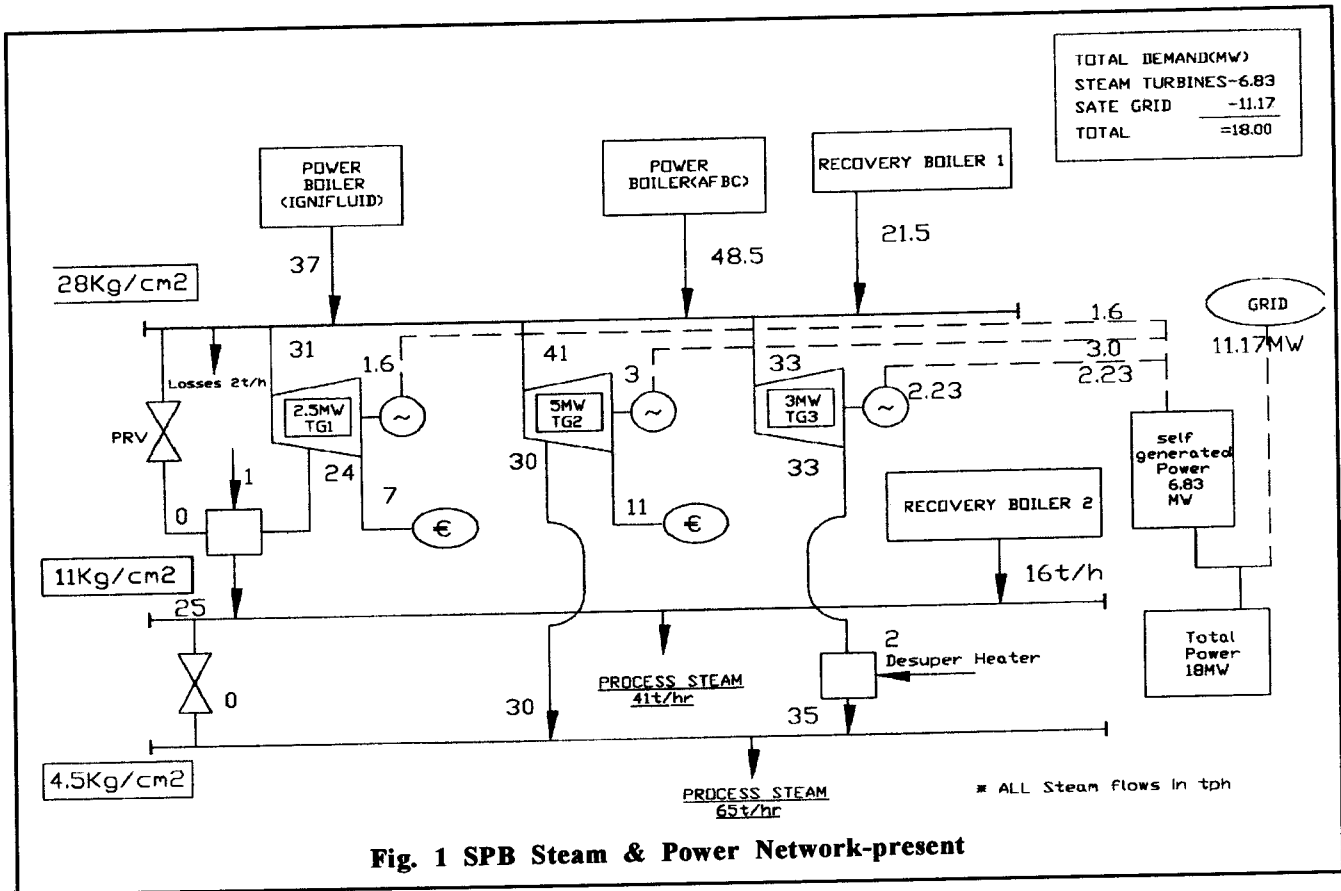 TOTAL DEMAND(MW)
STEAM TURBINES-6.83
SATE GRID -11.17
TOTAL =18.00
POWER
BOILER
(IGNIFLUID)
POWER
BOILER(AFBC)
RECOVERY BOILER 1
37
48.5
21.5
28Kg/cm2
GRID
11.17MW
Losses 2t/h
31
1.6
41
3
33
2.23
1.6
3.0
2.23
PRV
2.5MW
TG1
~
5MW
TG2
~
3MW
TG3
~
self
generated
Power
6.83
MW
1
24
30
33
0
7
€
11
€
RECOVERY BOILER 2
11Kg/cm2
25
16t/h
0
PROCESS STEAM
41t/hr
30
2
Desuper Heater
35
Total
Power
18MW
4.5Kg/cm2
PROCESS STEAM
65t/hr
* ALL Steam flows in tph
Fig. 1 SPB Steam & Power Network-present